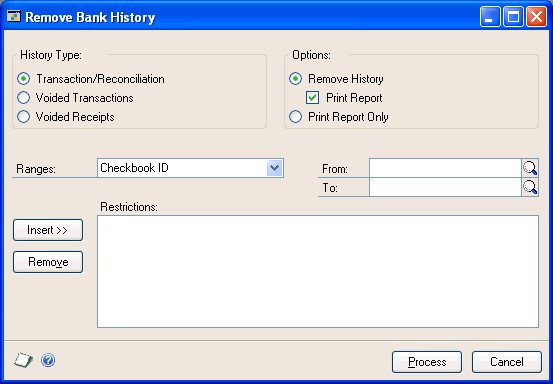 Remove Bank History
History Type:
Transaction/Reconciliation
Voided Transactions
Voided Receipts
Options:
Remove History
Print Report
Print Report Only
Ranges:
Checkbook ID
From:
To:
Restrictions:
Insert >>
Remove
Process
Cancel